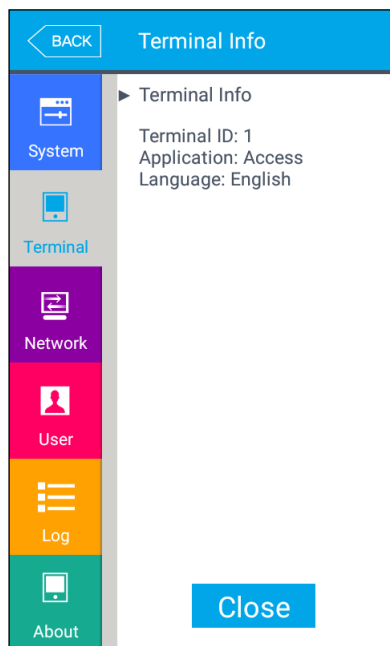 BACK
Terminal Info
System
Terminal
Network
User
Log
About
► Terminal Info
Terminal ID: 1
Application: Access
Language: English
Close